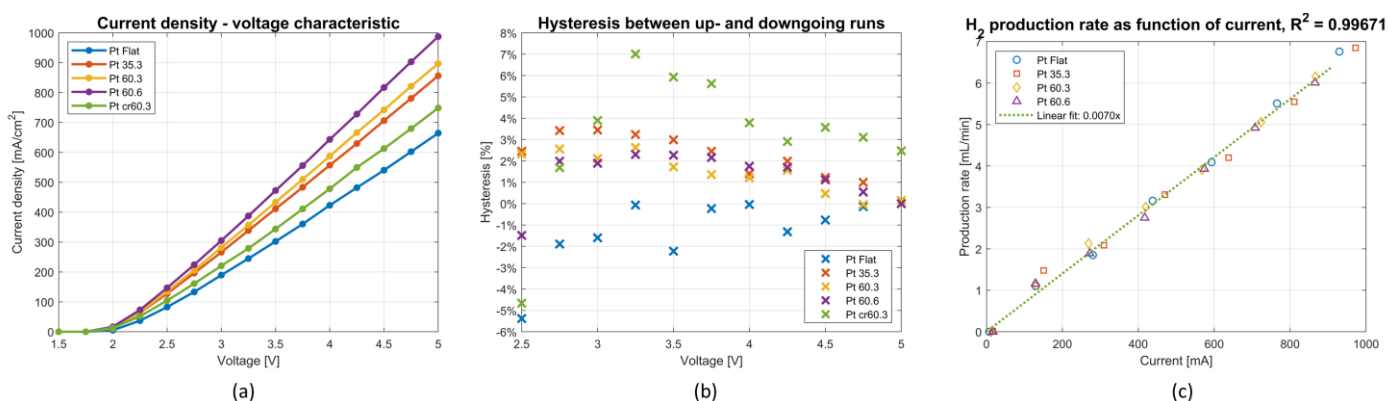 Current density - voltage characteristic
Current density [mA/cm²]
1000
900
800
700
600
500
400
300
200
100
0
Pt Flat
Pt 35.3
Pt 60.3
Pt 60.6
Pt cr60.3
1.5 2 2.5 3 3.5 4 4.5 5
Voltage [V]
(a)
Hysteresis between up- and downgoing runs
Hysteresis [%]
8%
7%
6%
5%
4%
3%
2%
1%
0%
-1%
-2%
-3%
-4%
-5%
-6%
Pt Flat
Pt 35.3
Pt 60.3
Pt 60.6
Pt cr60.3
2.5 3 3.5 4 4.5 5
Voltage [V]
(b)
H₂ production rate as function of current, R² = 0.99671
Production rate [mL/min]
7
6
5
4
3
2
1
0
Pt Flat
Pt 35.3
Pt 60.3
Pt 60.6
Linear fit: 0.0070x
0 200 400 600 800 1000
Current [mA]
(c)